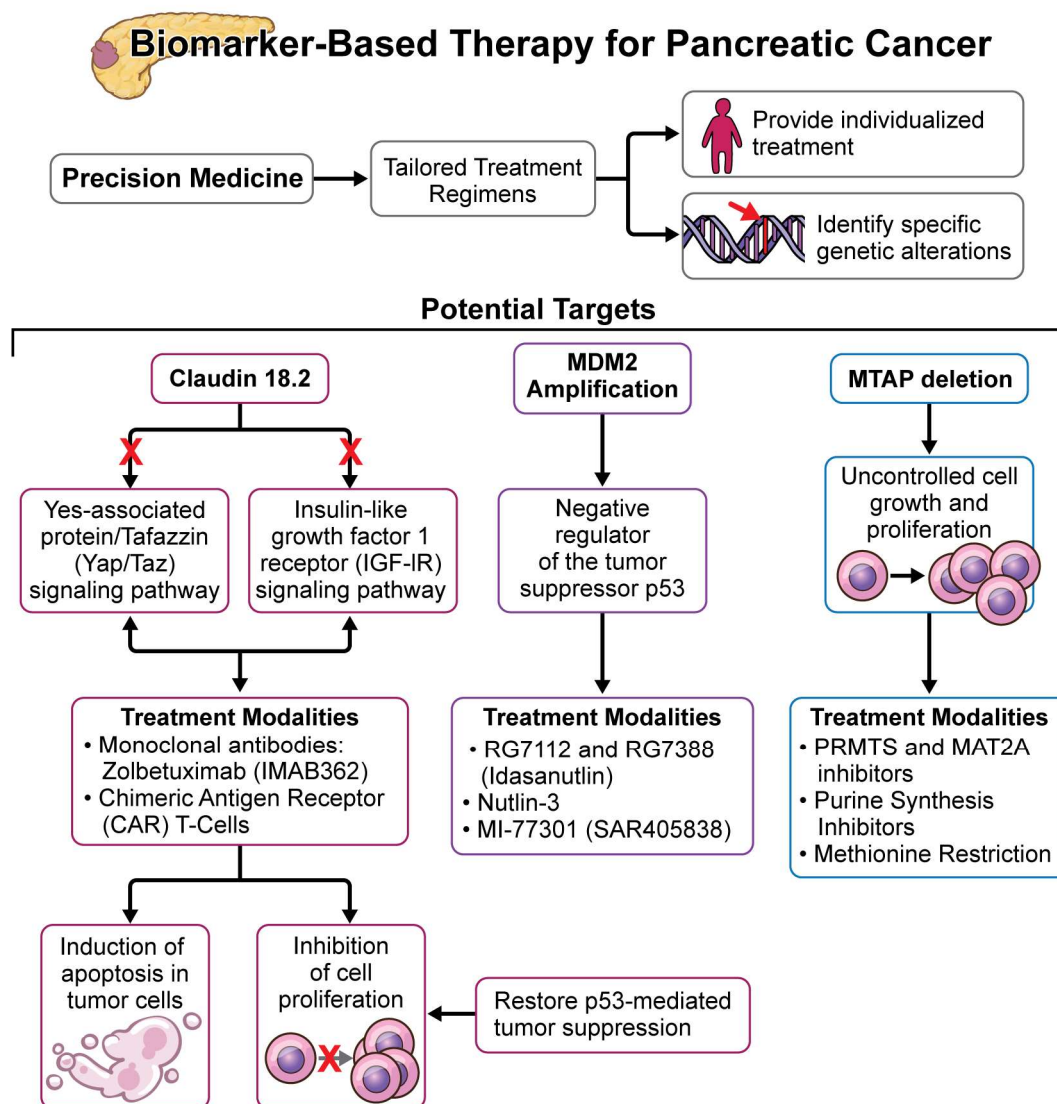 Biomarker-Based Therapy for Pancreatic Cancer
Precision Medicine
Tailored Treatment
Regimens
Provide individualized
treatment
Identify specific
genetic alterations
Potential Targets
Claudin 18.2
X
X
Yes-associated
protein/Tafazzin
(Yap/Taz)
signaling pathway
Insulin-like
growth factor 1
receptor (IGF-IR)
signaling pathway
Treatment Modalities
• Monoclonal antibodies:
Zolbetuximab (IMAB362)
• Chimeric Antigen Receptor
(CAR) T-Cells
Induction of
apoptosis in
tumor cells
Inhibition
of cell
proliferation
X
Restore p53-mediated
tumor suppression
MDM2
Amplification
Negative
regulator
of the tumor
suppressor p53
Treatment Modalities
• RG7112 and RG7388
(Idasanutlin)
• Nutlin-3
• MI-77301 (SAR405838)
MTAP deletion
Uncontrolled cell
growth and
proliferation
Treatment Modalities
• PRMTS and MAT2A
inhibitors
• Purine Synthesis
Inhibitors
• Methionine Restriction